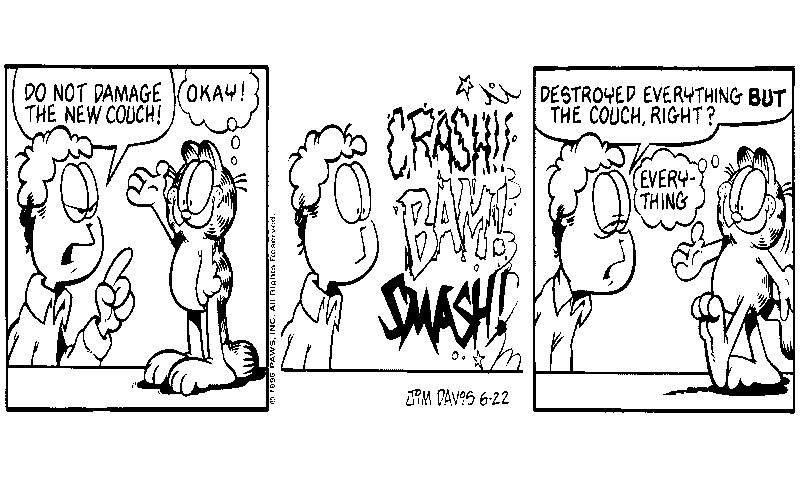 DO NOT DAMAGE
THE NEW COUCH!
OKAY!
© 1996 PAWS, INC. All Rights Reserved.
CRASH!!
BAM!
SMASH!
JIM DAVIS 6-22
DESTROYED EVERYTHING BUT
THE COUCH, RIGHT?
EVERY-
THING